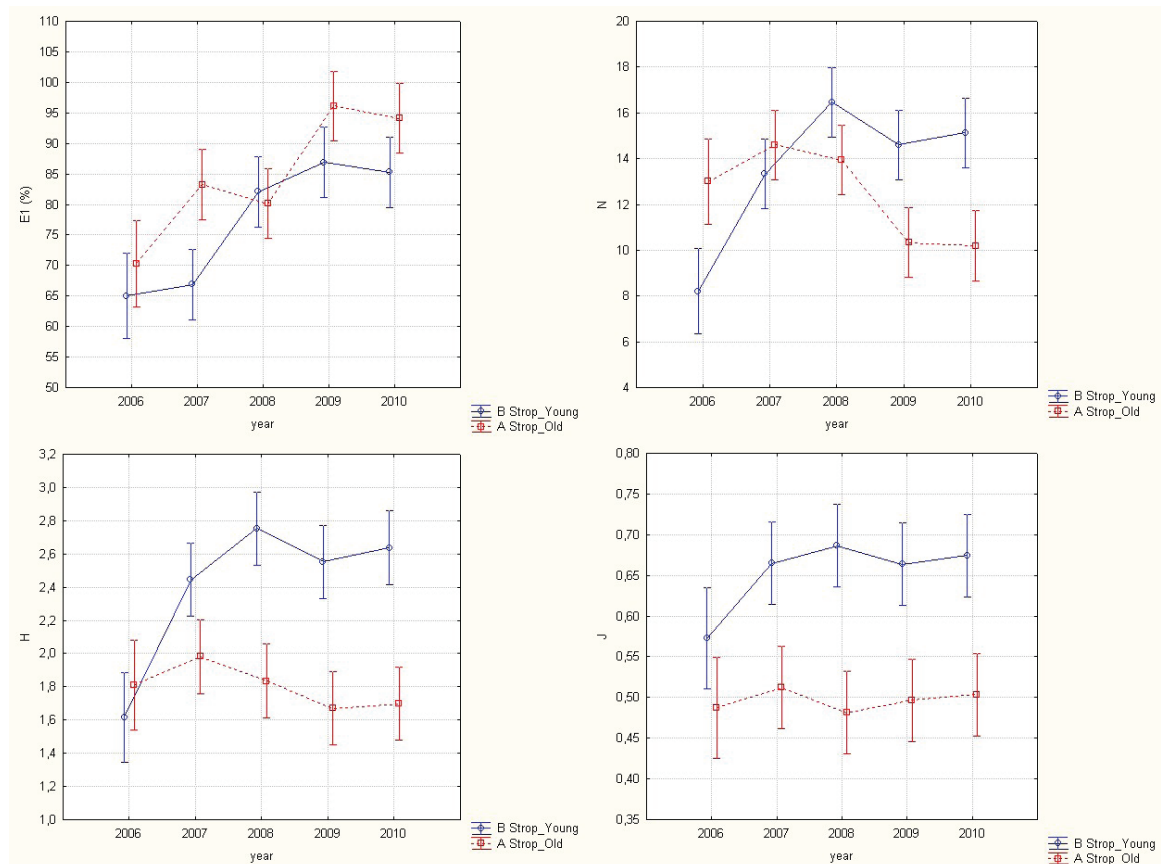 E1 (%)
110
105
100
95
90
85
80
75
70
65
60
55
50
2006 2007 2008 2009 2010
year
B Strop_Young
A Strop_Old
N
20
18
16
14
12
10
8
6
4
2006 2007 2008 2009 2010
year
B Strop_Young
A Strop_Old
H
3,2
3,0
2,8
2,6
2,4
2,2
2,0
1,8
1,6
1,4
1,2
1,0
2006 2007 2008 2009 2010
year
B Strop_Young
A Strop_Old
J
0,80
0,75
0,70
0,65
0,60
0,55
0,50
0,45
0,40
0,35
2006 2007 2008 2009 2010
year
B Strop_Young
A Strop_Old